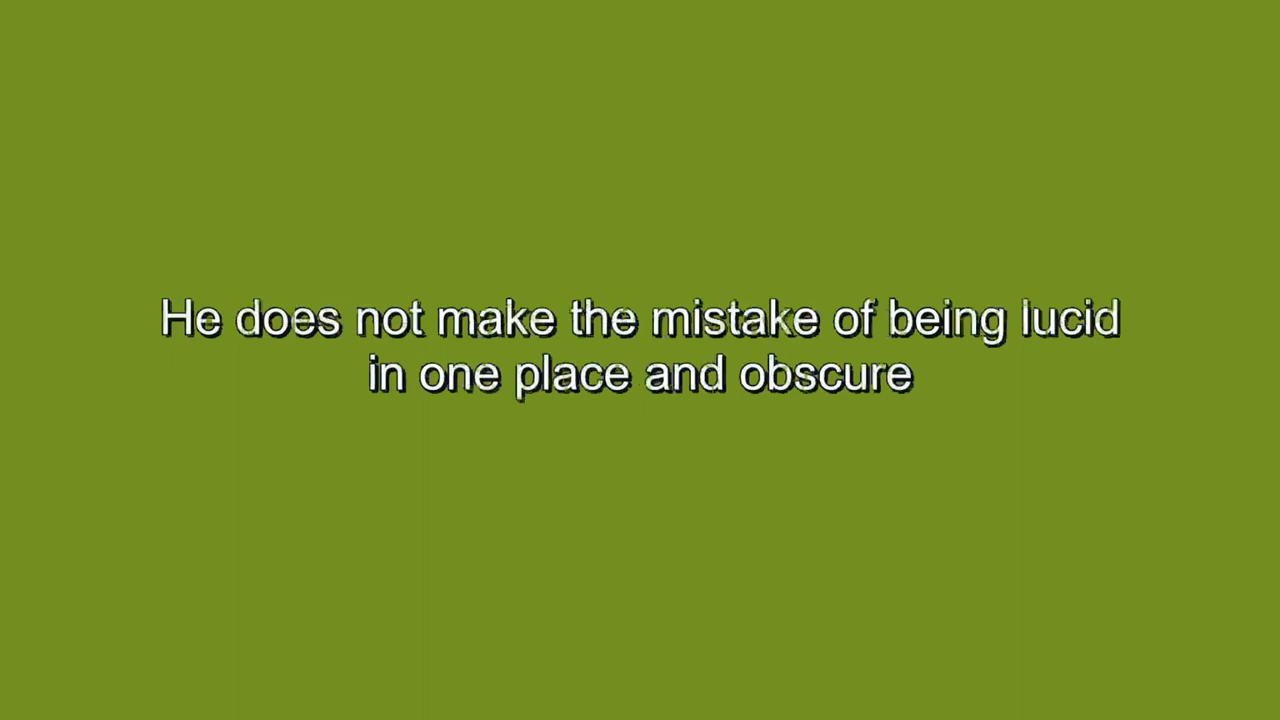 He does not make the mistake of being lucid
in one place and obscure